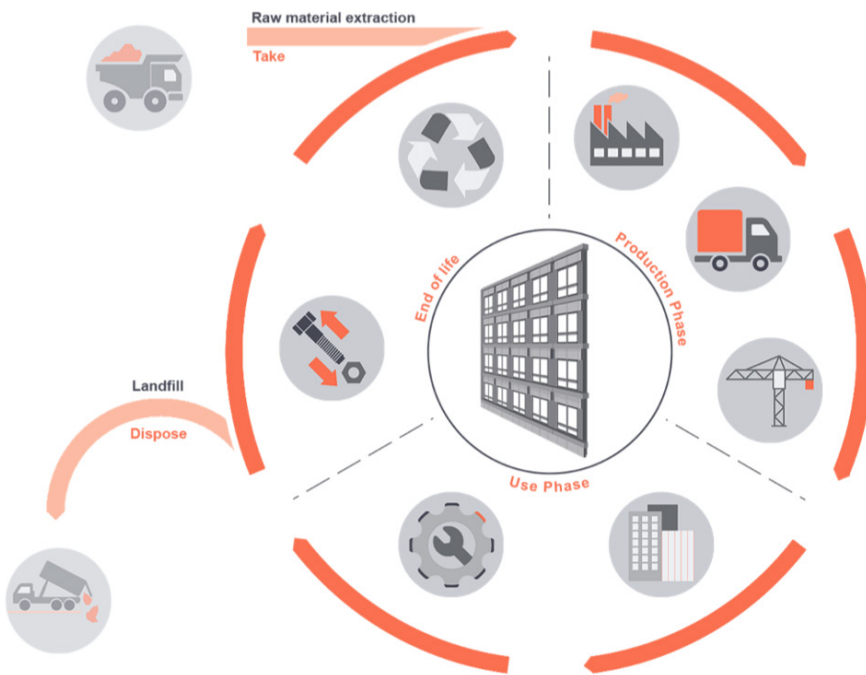 Raw material extraction
Take
End of life
Production Phase
Landfill
Dispose
Use Phase